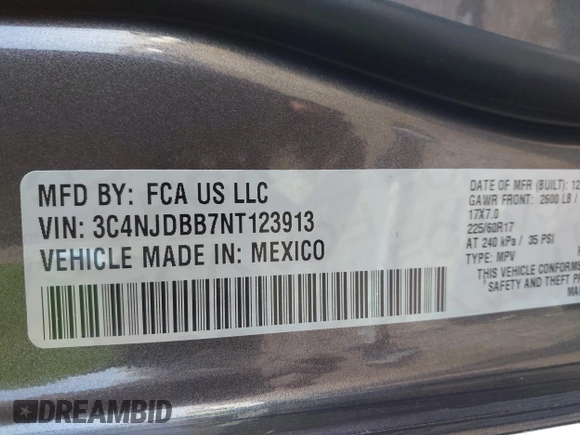 MFD BY: FCA US LLC
VIN: 3C4NJDBB7NT123913
VEHICLE MADE IN: MEXICO
DATE OF MFR (BUILT): 12
GAWR FRONT: 2600 LB /
17X7.0
225/60R17
AT 240 kPa / 35 PSI
TYPE: MPV
THIS VEHICLE CONFORMS
SAFETY AND THEFT
DREAMBID